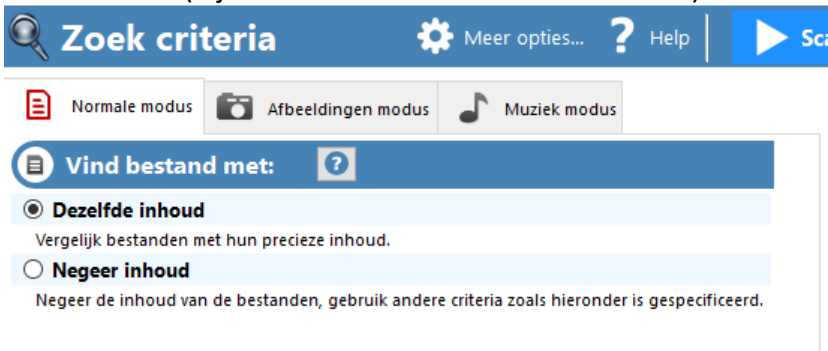 Zoek criteria
Meer opties...
Help
Normale modus
Afbeeldingen modus
Muziek modus
Vind bestand met:
Dezelfde inhoud
Vergelijk bestanden met hun precieze inhoud.
Negeer inhoud
Negeer de inhoud van de bestanden, gebruik andere criteria zoals hieronder is gespecificeerd.